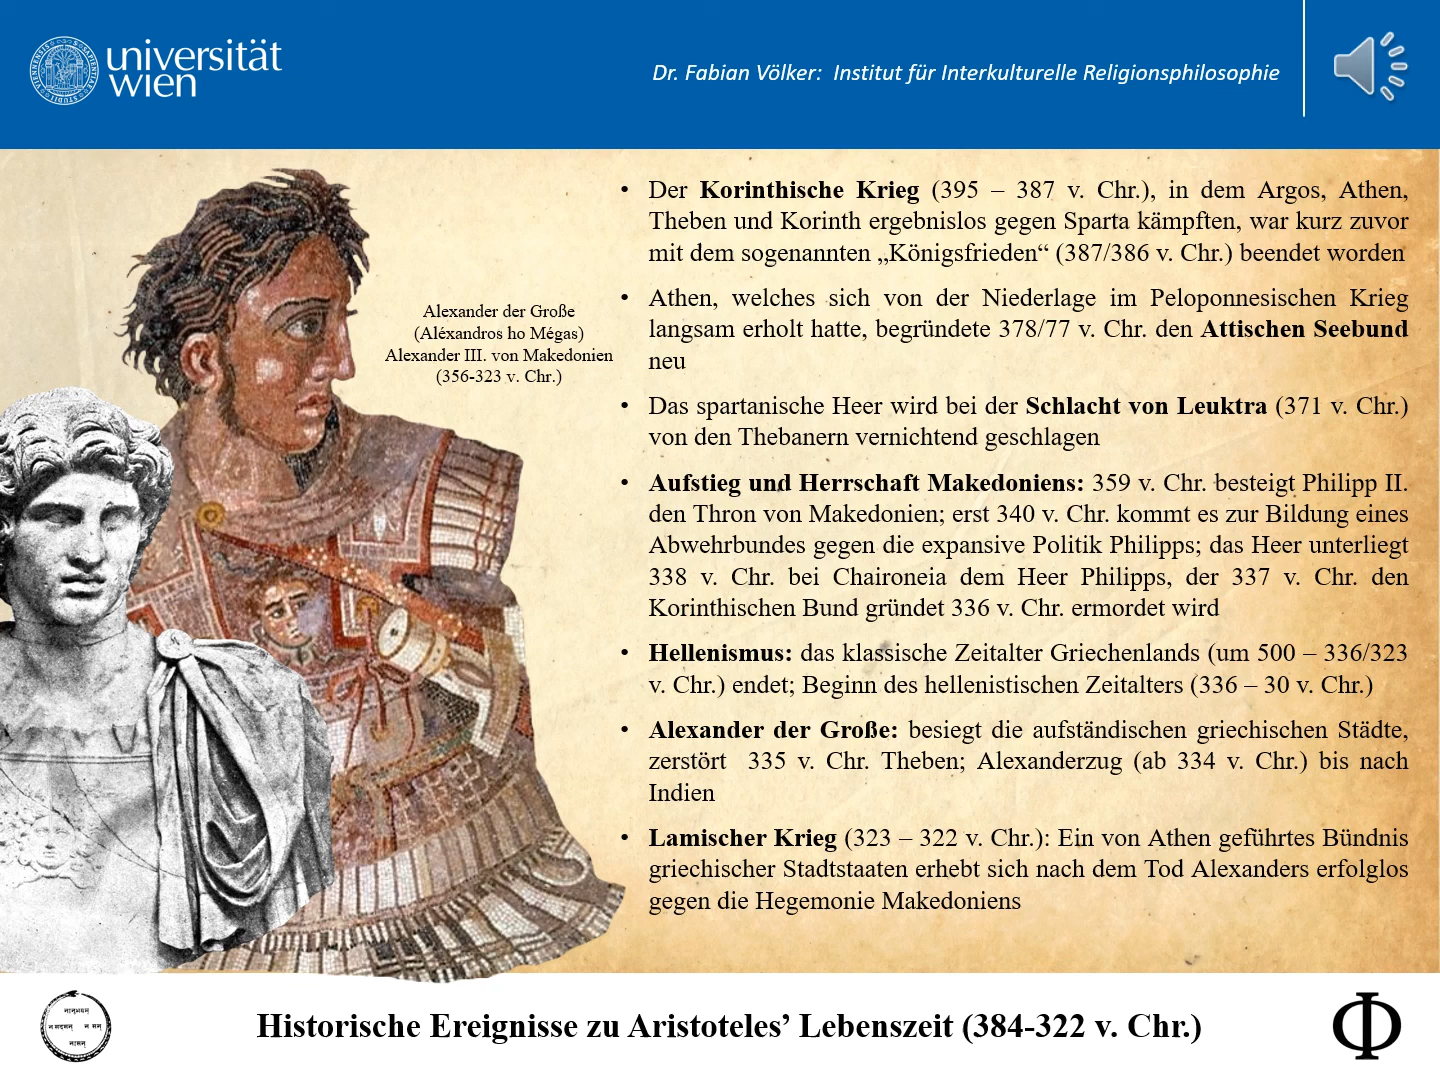 universität
wien
Dr. Fabian Völker:  Institut für Interkulturelle Religionsphilosophie
Alexander der Große
(Aléxandros ho Mégas)
Alexander III. von Makedonien
(356-323 v. Chr.)
• Der Korinthische Krieg (395 – 387 v. Chr.), in dem Argos, Athen,
Theben und Korinth ergebnislos gegen Sparta kämpften, war kurz zuvor
mit dem sogenannten „Königsfrieden“ (387/386 v. Chr.) beendet worden
• Athen, welches sich von der Niederlage im Peloponnesischen Krieg
langsam erholt hatte, begründete 378/77 v. Chr. den Attischen Seebund
neu
• Das spartanische Heer wird bei der Schlacht von Leuktra (371 v. Chr.)
von den Thebanern vernichtend geschlagen
• Aufstieg und Herrschaft Makedoniens: 359 v. Chr. besteigt Philipp II.
den Thron von Makedonien; erst 340 v. Chr. kommt es zur Bildung eines
Abwehrbundes gegen die expansive Politik Philipps; das Heer unterliegt
338 v. Chr. bei Chaironeia dem Heer Philipps, der 337 v. Chr. den
Korinthischen Bund gründet 336 v. Chr. ermordet wird
• Hellenismus: das klassische Zeitalter Griechenlands (um 500 – 336/323
v. Chr.) endet; Beginn des hellenistischen Zeitalters (336 – 30 v. Chr.)
• Alexander der Große: besiegt die aufständischen griechischen Städte,
zerstört  335 v. Chr. Theben; Alexanderzug (ab 334 v. Chr.) bis nach
Indien
• Lamischer Krieg (323 – 322 v. Chr.): Ein von Athen geführtes Bündnis
griechischer Stadtstaaten erhebt sich nach dem Tod Alexanders erfolglos
gegen die Hegemonie Makedoniens
Historische Ereignisse zu Aristoteles’ Lebenszeit (384-322 v. Chr.)
Φ